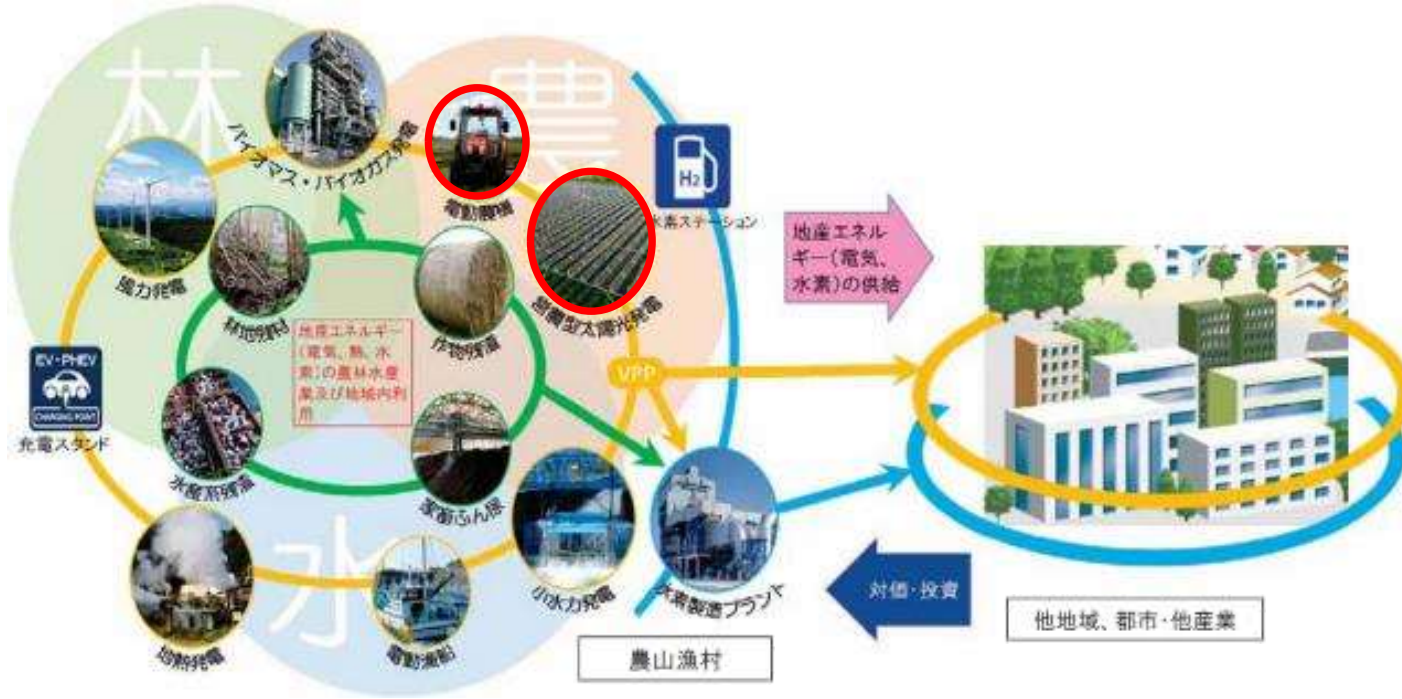 林
農
バイオマス・バイオガス発電
電動農機
H2
水素ステーション
営農型太陽光発電
風力発電
林地残材
作物残渣
地産エネルギー
(電気、熱、水
素)の農林水産
業及び地域内利
用
EV・PHEV
CHARGING POINT
充電スタンド
VPP
水産系残渣
家畜ふん尿
水
地熱発電
電動漁船
小水力発電
水素製造プラント
農山漁村
地産エネル
ギー(電気、
水素)の供給
対価・投資
他地域、都市・他産業